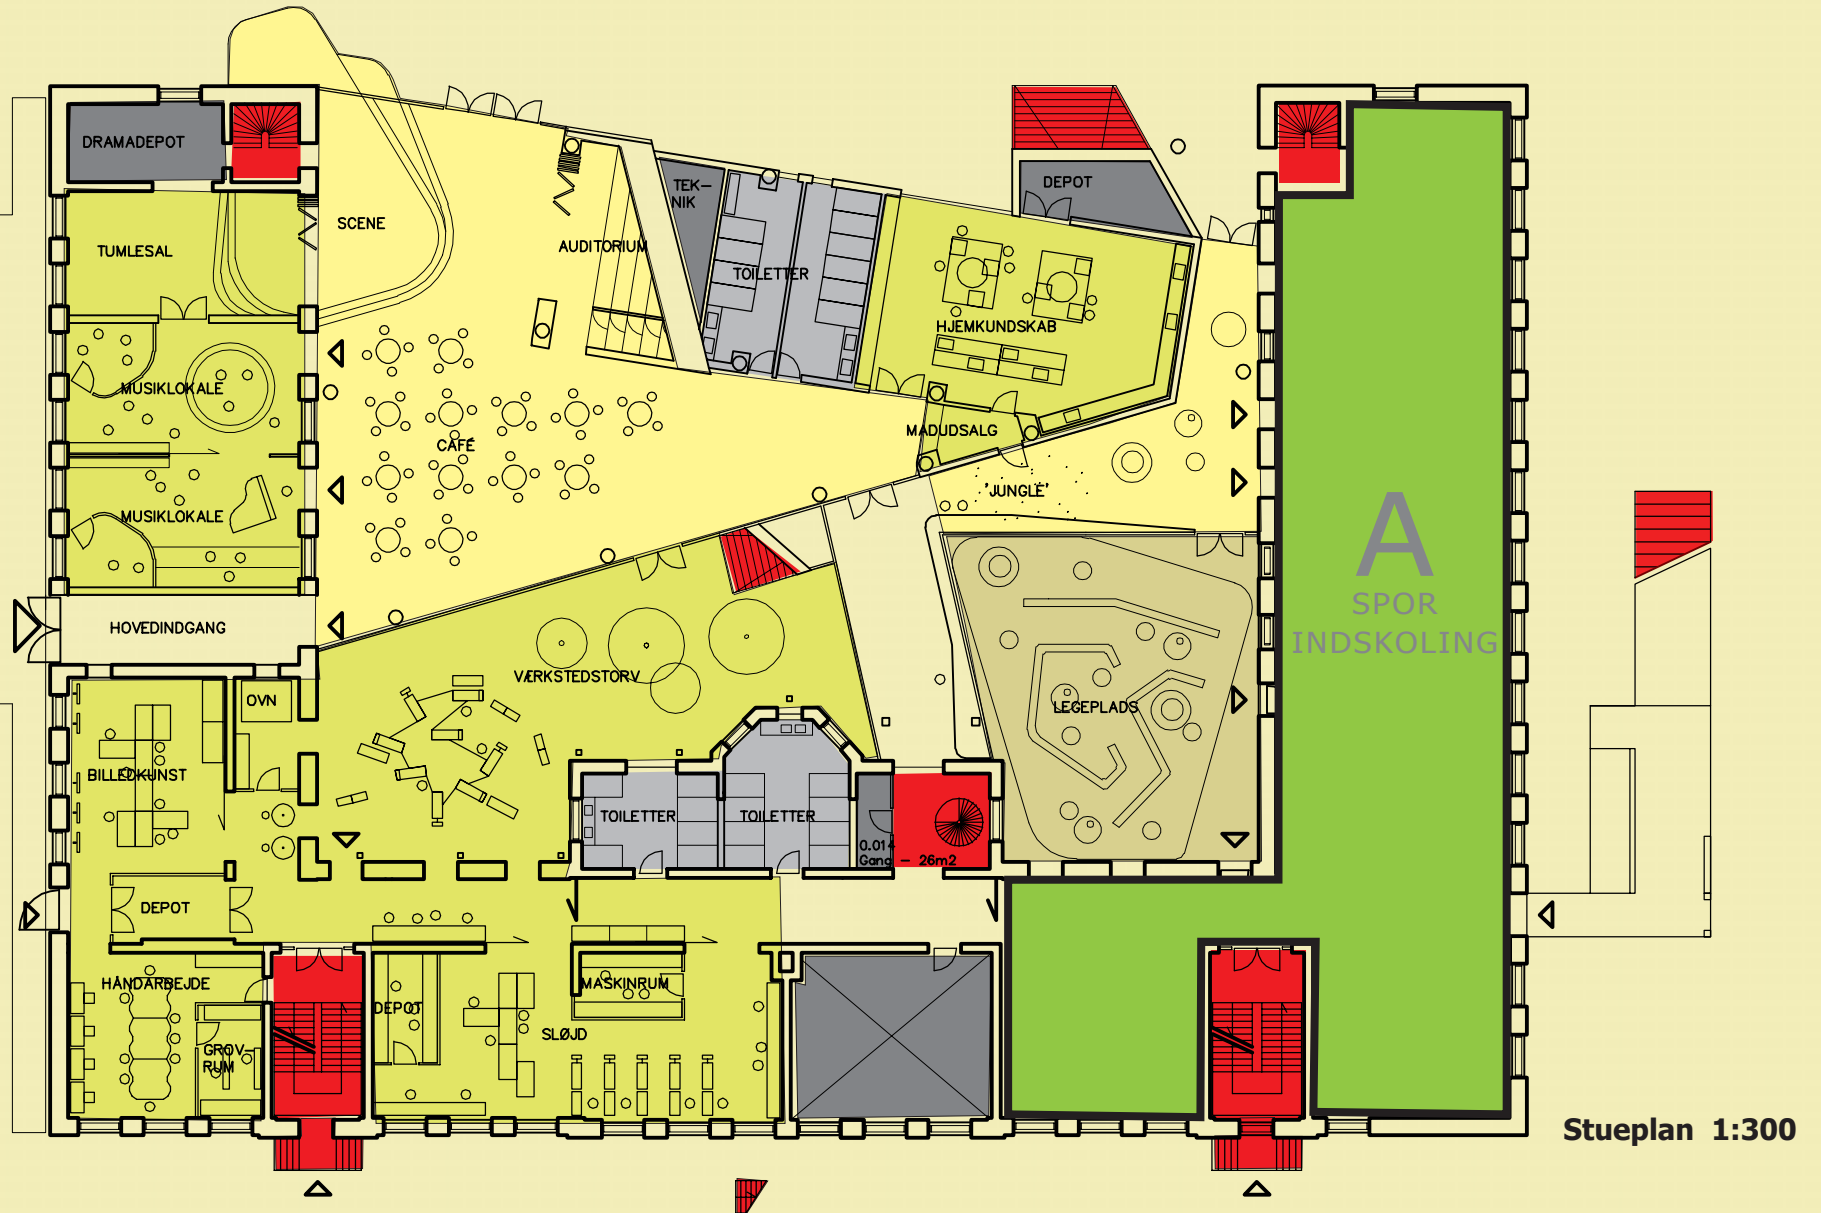 DRAMADEPOT
TEK-
NIK
DEPOT
SCENE
TUMLESAL
AUDITORIUM
TOILETTER
HJEMKUNDSKAB
MUSIKLOKALE
CAFÉ
MADUDSALG
'JUNGLE'
MUSIKLOKALE
A
SPOR
INDSKOLING
HOVEDINDGANG
VÆRKSTEDSTORV
OVN
LEGEPLADS
BILLEDKUNST
TOILETTER
TOILETTER
0.014
Gang - 26m2
DEPOT
HÅNDARBEJDE
MASKINRUM
DEPOT
SLØJD
GROV-
RUM
Stueplan 1:300